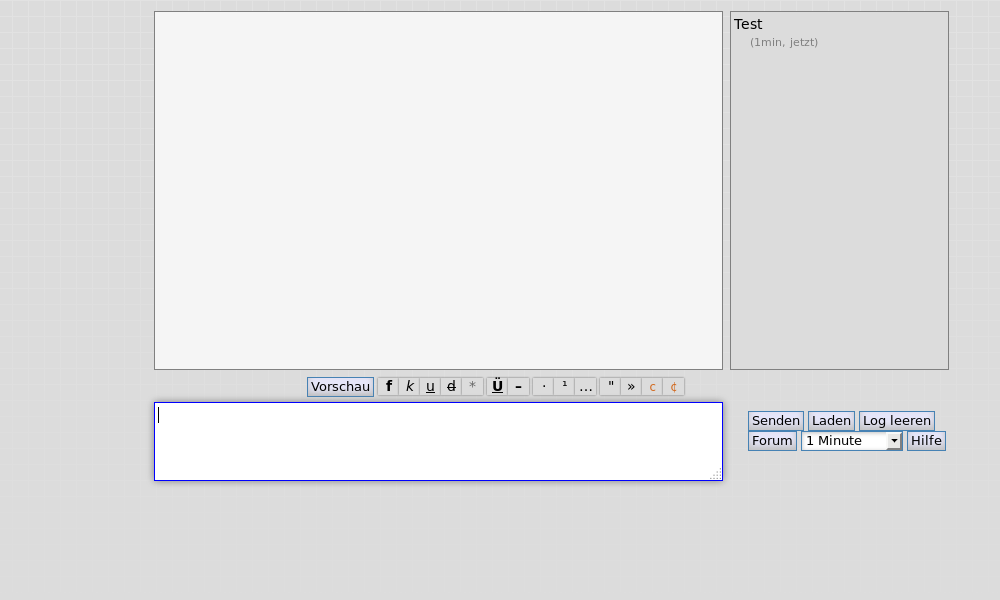 Test
(1min, jetzt)
Vorschau f k u d * Ü – · ¹ … " » c ¢
Senden Laden Log leeren
Forum 1 Minute Hilfe